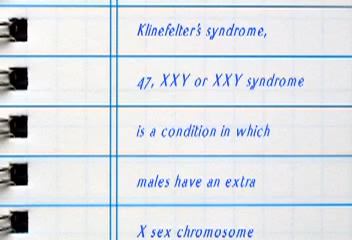 Klinefelter's syndrome,
47, XXY or XXY syndrome
is a condition in which
males have an extra
X sex chromosome